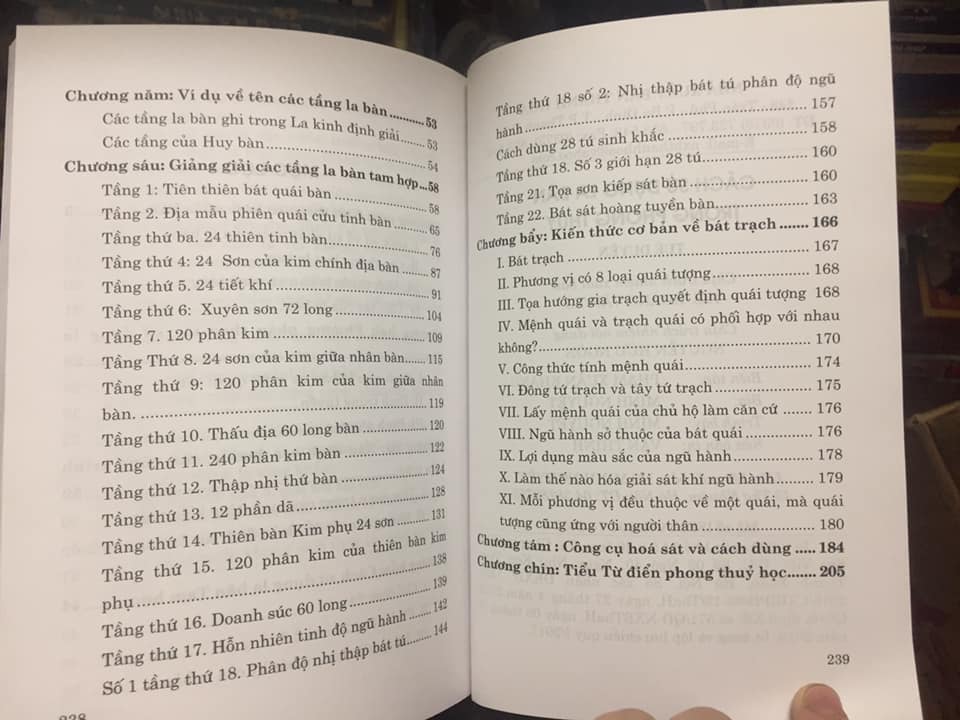 Chương năm: Ví dụ về tên các tầng la bàn..........53
Các tầng la bàn ghi trong La kinh định giải.....53
Các tầng của Huy bàn..............................54
Chương sáu: Giảng giải các tầng la bàn tam hợp...58
Tầng 1: Tiên thiên bát quái bàn....................58
Tầng 2. Địa mẫu phiên quái cửu tinh bàn........65
Tầng thứ ba. 24 thiên tinh bàn....................76
Tầng thứ 4: 24 Sơn của kim chính địa bàn........87
Tầng thứ 5. 24 tiết khí............................91
Tầng thứ 6: Xuyên sơn 72 long...................104
Tầng 7. 120 phân kim............................109
Tầng Thứ 8. 24 sơn của kim giữa nhân bàn......115
Tầng thứ 9: 120 phân kim của kim giữa nhân
bàn. ..............................................119
Tầng thứ 10. Thấu địa 60 long bàn..............120
Tầng thứ 11. 240 phân kim bàn.................122
Tầng thứ 12. Thập nhị thứ bàn..................124
Tầng thứ 13. 12 phần dã........................128
Tầng thứ 14. Thiên bàn Kim phụ 24 sơn.........131
Tầng thứ 15. 120 phân kim của thiên bàn kim
phụ..............................................138
Tầng thứ 16. Doanh súc 60 long.................139
Tầng thứ 17. Hỗn nhiên tinh độ ngũ hành.......142
Số 1 tầng thứ 18. Phân độ nhị thập bát tú......144
238
Tầng thứ 18 số 2: Nhị thập bát tú phân độ ngũ
hành............................................157
Cách dùng 28 tú sinh khắc......................158
Tầng thứ 18. Số 3 giới hạn 28 tú................160
Tầng 21. Tọa sơn kiếp sát bàn..................160
Tầng 22. Bát sát hoàng tuyển bàn...............163
Chương bẩy: Kiến thức cơ bản về bát trạch.......166
I. Bát trạch......................................167
II. Phương vị có 8 loại quái tượng................168
III. Tọa hướng gia trạch quyết định quái tượng 168
IV. Mệnh quái và trạch quái có phối hợp với nhau
không?..........................................170
V. Công thức tính mệnh quái.....................174
VI. Đông tứ trạch và tây tứ trạch................175
VII. Lấy mệnh quái của chủ hộ làm căn cứ.......176
VIII. Ngũ hành sở thuộc của bát quái............176
IX. Lợi dụng màu sắc của ngũ hành..............178
X. Làm thế nào hóa giải sát khí ngũ hành........179
XI. Mỗi phương vị đều thuộc về một quái, mà quái
tượng cũng ứng với người thân..................180
Chương tám : Công cụ hoá sát và cách dùng.....184
Chương chin: Tiểu Từ điển phong thuỷ học.......205
239